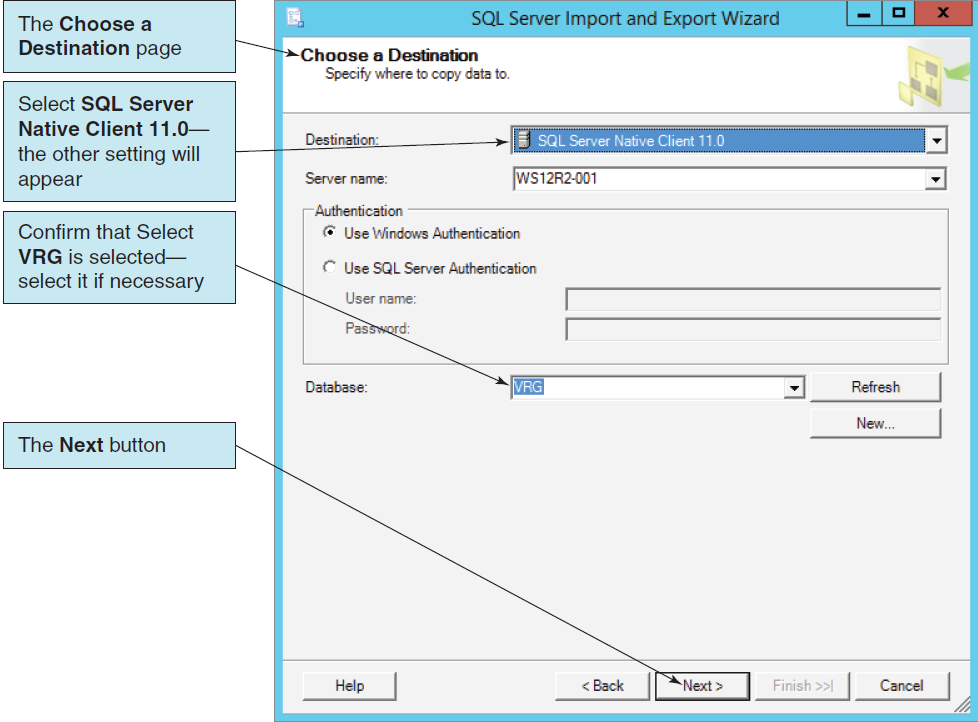 The Choose a
Destination page
Select SQL Server
Native Client 11.0—
the other setting will
appear
Confirm that Select
VRG is selected—
select it if necessary
The Next button
SQL Server Import and Export Wizard
Choose a Destination
Specify where to copy data to.
Destination:
SQL Server Native Client 11.0
Server name:
WS12R2-001
Authentication
Use Windows Authentication
Use SQL Server Authentication
User name:
Password:
Database:
VRG
Refresh
New...
Help
< Back
Next >
Finish >>|
Cancel